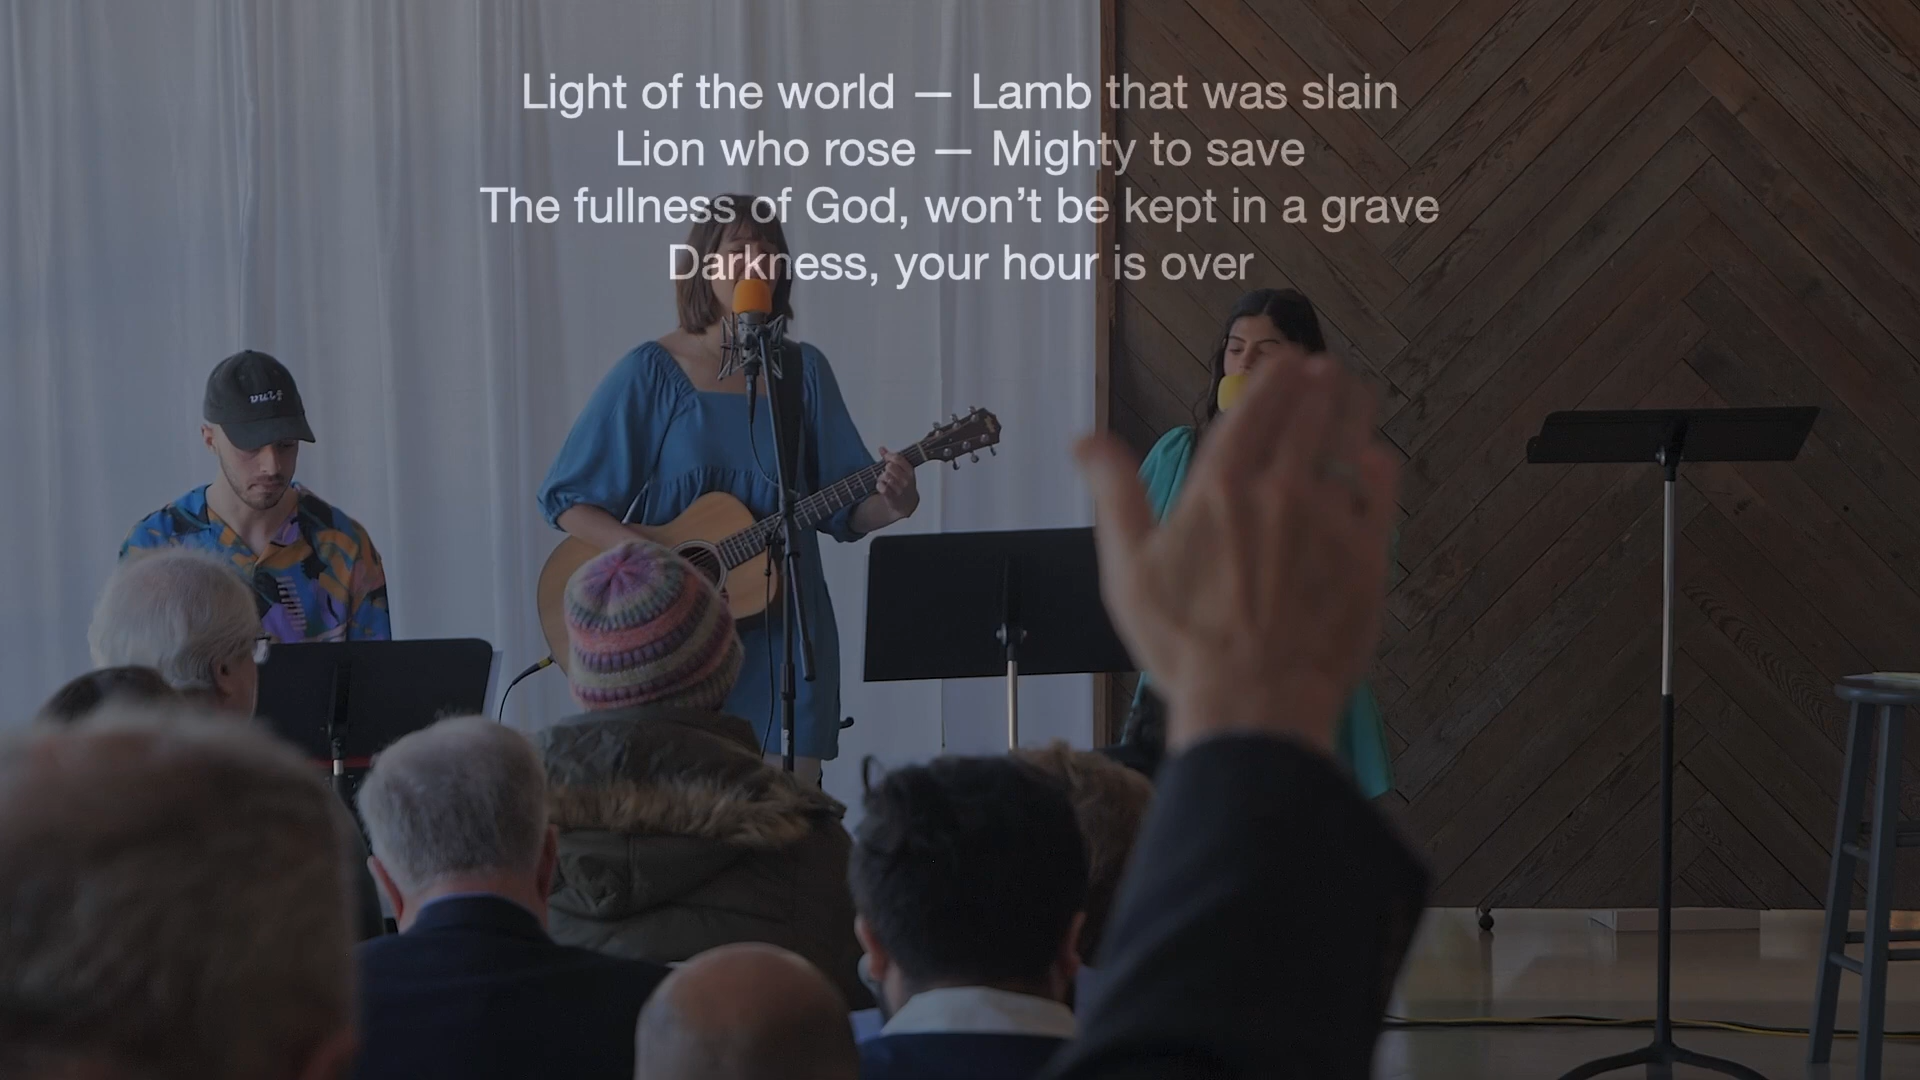 Light of the world — Lamb that was slain
Lion who rose — Mighty to save
The fullness of God, won’t be kept in a grave
Darkness, your hour is over